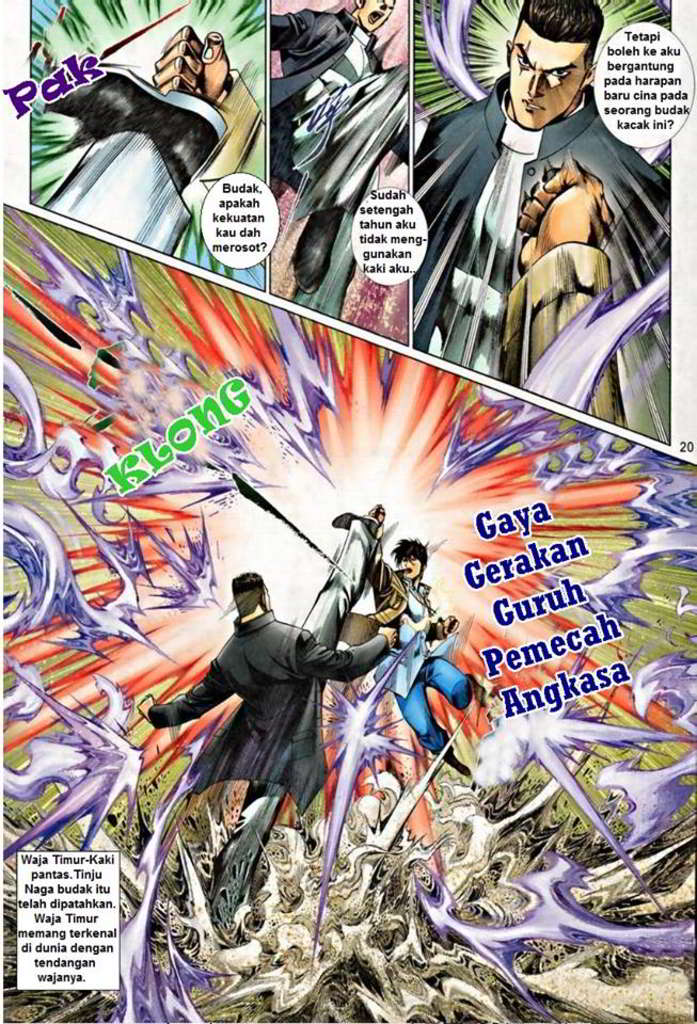 Pak
Budak,
apakah
kekuatan
kau dah
merosot?
Sudah
setengah
tahun aku
tidak meng-
gunakan
kaki aku..
Tetapi
boleh ke aku
bergantung
pada harapan
baru cina pada
seorang budak
kacak ini?
20
KLONG
Gaya
Gerakan
Guruh
Pemecah
Angkasa
Waja Timur-Kaki
pantas.Tinju
Naga budak itu
telah dipatahkan.
Waja Timur
memang terkenal
di dunia dengan
tendangan
wajanya.